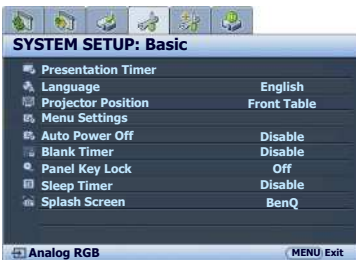 SYSTEM SETUP: Basic
Presentation Timer
Language English
Projector Position Front Table
Menu Settings
Auto Power Off Disable
Blank Timer Disable
Panel Key Lock Off
Sleep Timer Disable
Splash Screen BenQ
Analog RGB MENU Exit